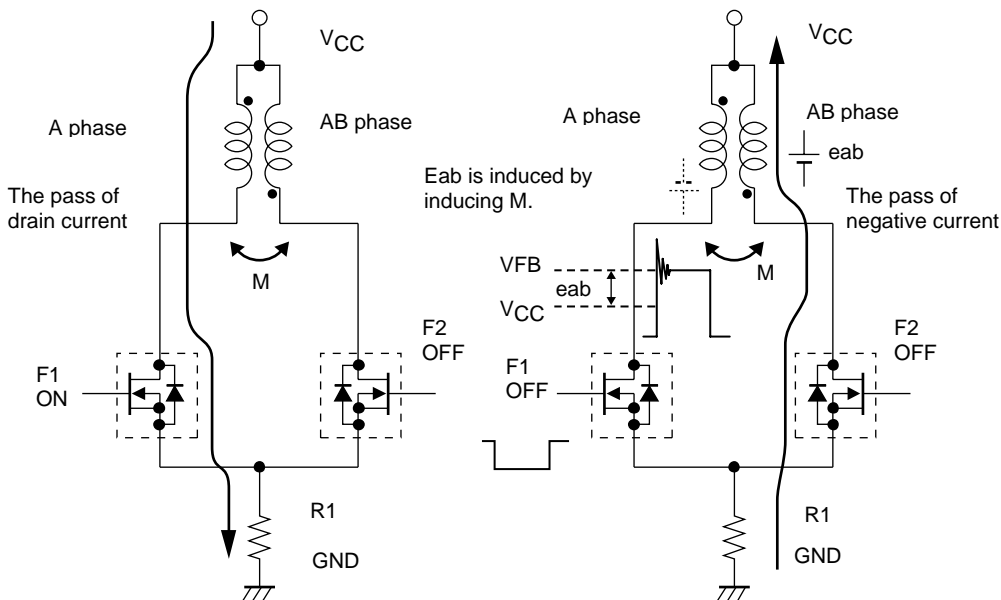 VCC
A phase
AB phase
The pass of
drain current
M
F1
ON
F2
OFF
R1
GND
VCC
A phase
AB phase
eab
Eab is induced by
inducing M.
The pass of
negative current
M
VFB
eab
VCC
F1
OFF
F2
OFF
R1
GND